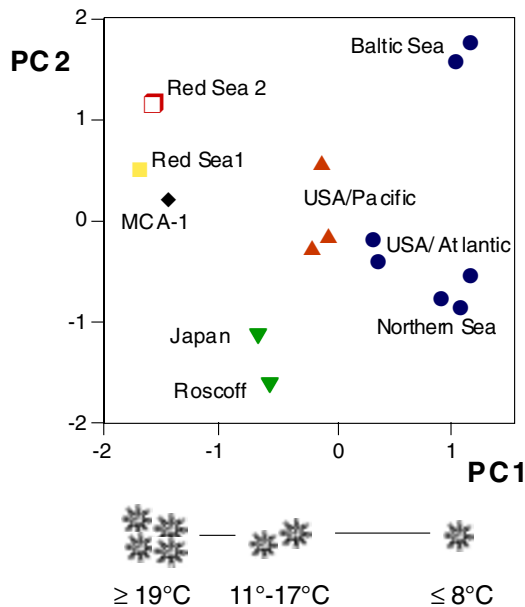 PC 2
2
1
0
-1
-2
Baltic Sea
Red Sea 2
Red Sea1
MCA-1
USA/Pacific
USA/ Atlantic
Northern Sea
Japan
Roscoff
-2 -1 0 1
PC1
≥ 19°C 11°-17°C ≤ 8°C